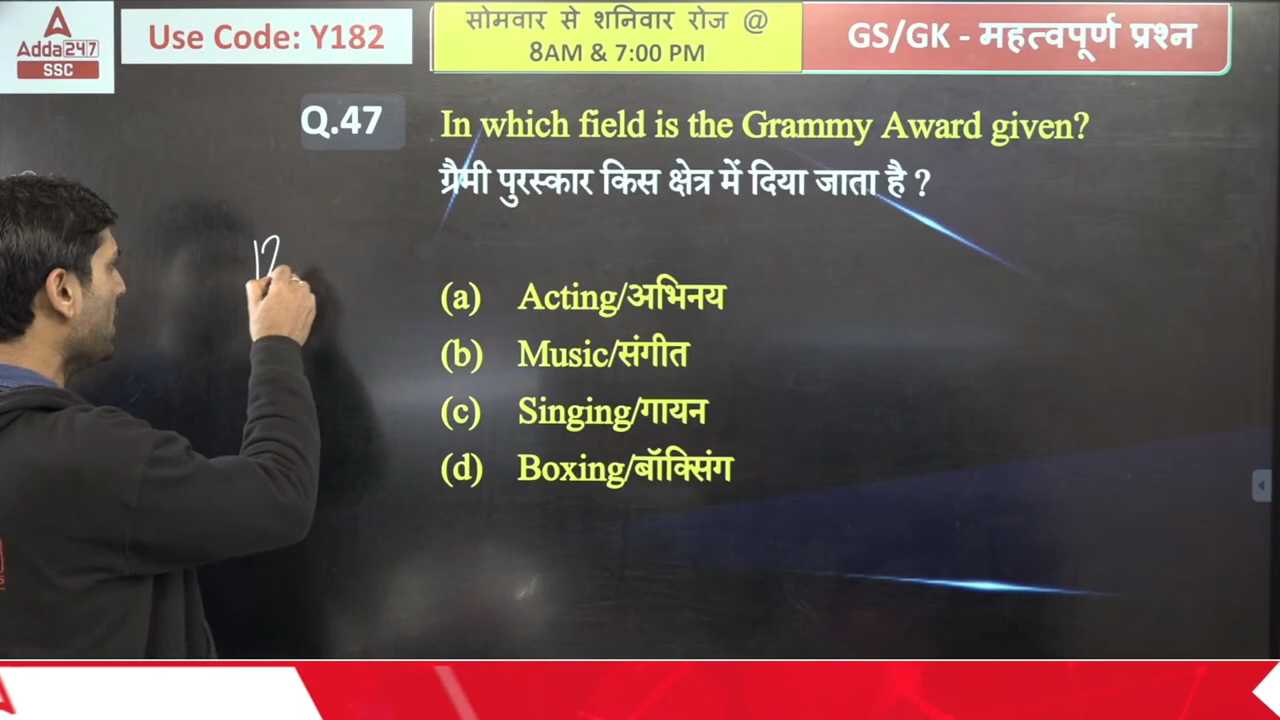 Adda247
SSC
Use Code: Y182
सोमवार से शनिवार रोज @
8AM & 7:00 PM
GS/GK - महत्वपूर्ण प्रश्न
Q.47
In which field is the Grammy Award given?
ग्रैमी पुरस्कार किस क्षेत्र में दिया जाता है ?
(a) Acting/अभिनय
(b) Music/संगीत
(c) Singing/गायन
(d) Boxing/बॉक्सिंग